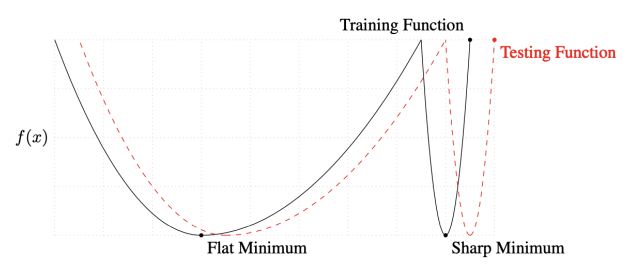 Training Function
Testing Function
f(x)
Flat Minimum
Sharp Minimum